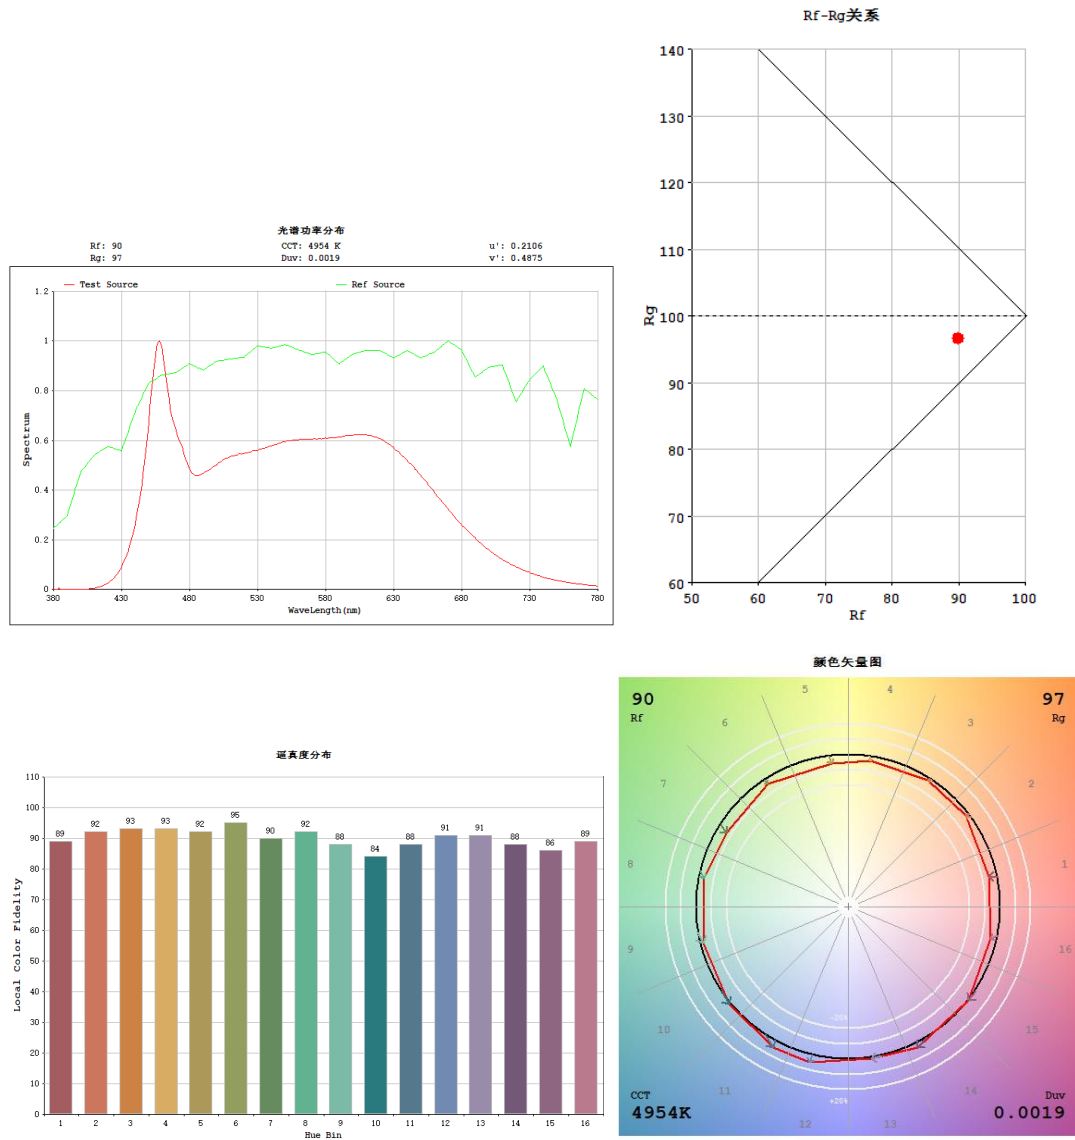 Rf-Rg关系
140
130
120
110
100
90
80
70
60
Rg
50 60 70 80 90 100
Rf
光谱功率分布
Rf: 90 CCT: 4954 K u': 0.2106
Rg: 97 Duv: 0.0019 v': 0.4875
Test Source Ref Source
1.2
1
0.8
0.6
0.4
0.2
0
Spectrum
380 430 480 530 580 630 680 730 780
WaveLength(nm)
逼真度分布
110
100
90
80
70
60
50
40
30
20
10
0
Local Color Fidelity
89 92 93 93 92 95 90 92 88 84 88 91 91 88 86 89
1 2 3 4 5 6 7 8 9 10 11 12 13 14 15 16
Hue Bin
颜色矢量图
90 97
Rf Rg
5 4
6 3
7 2
8 1
9 16
10 15
11 14
12 13
-20%
+20%
CCT Duv
4954K 0.0019